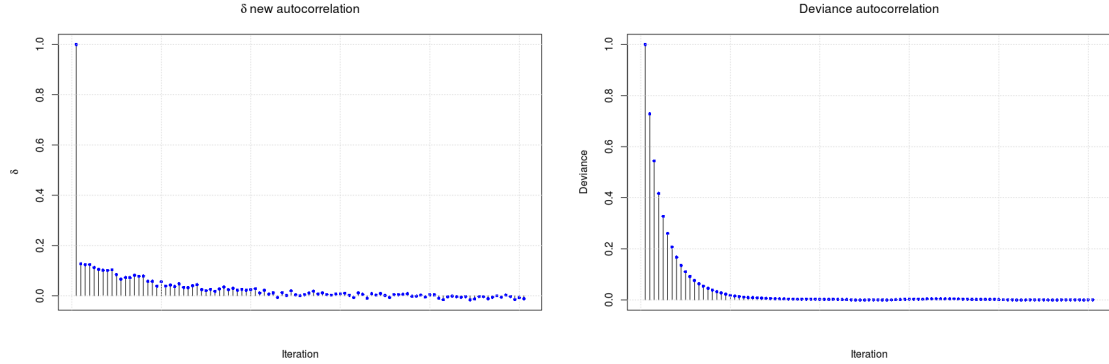 δ new autocorrelation
δ
1.0
0.8
0.6
0.4
0.2
0.0
Iteration
Deviance autocorrelation
Deviance
1.0
0.8
0.6
0.4
0.2
0.0
Iteration